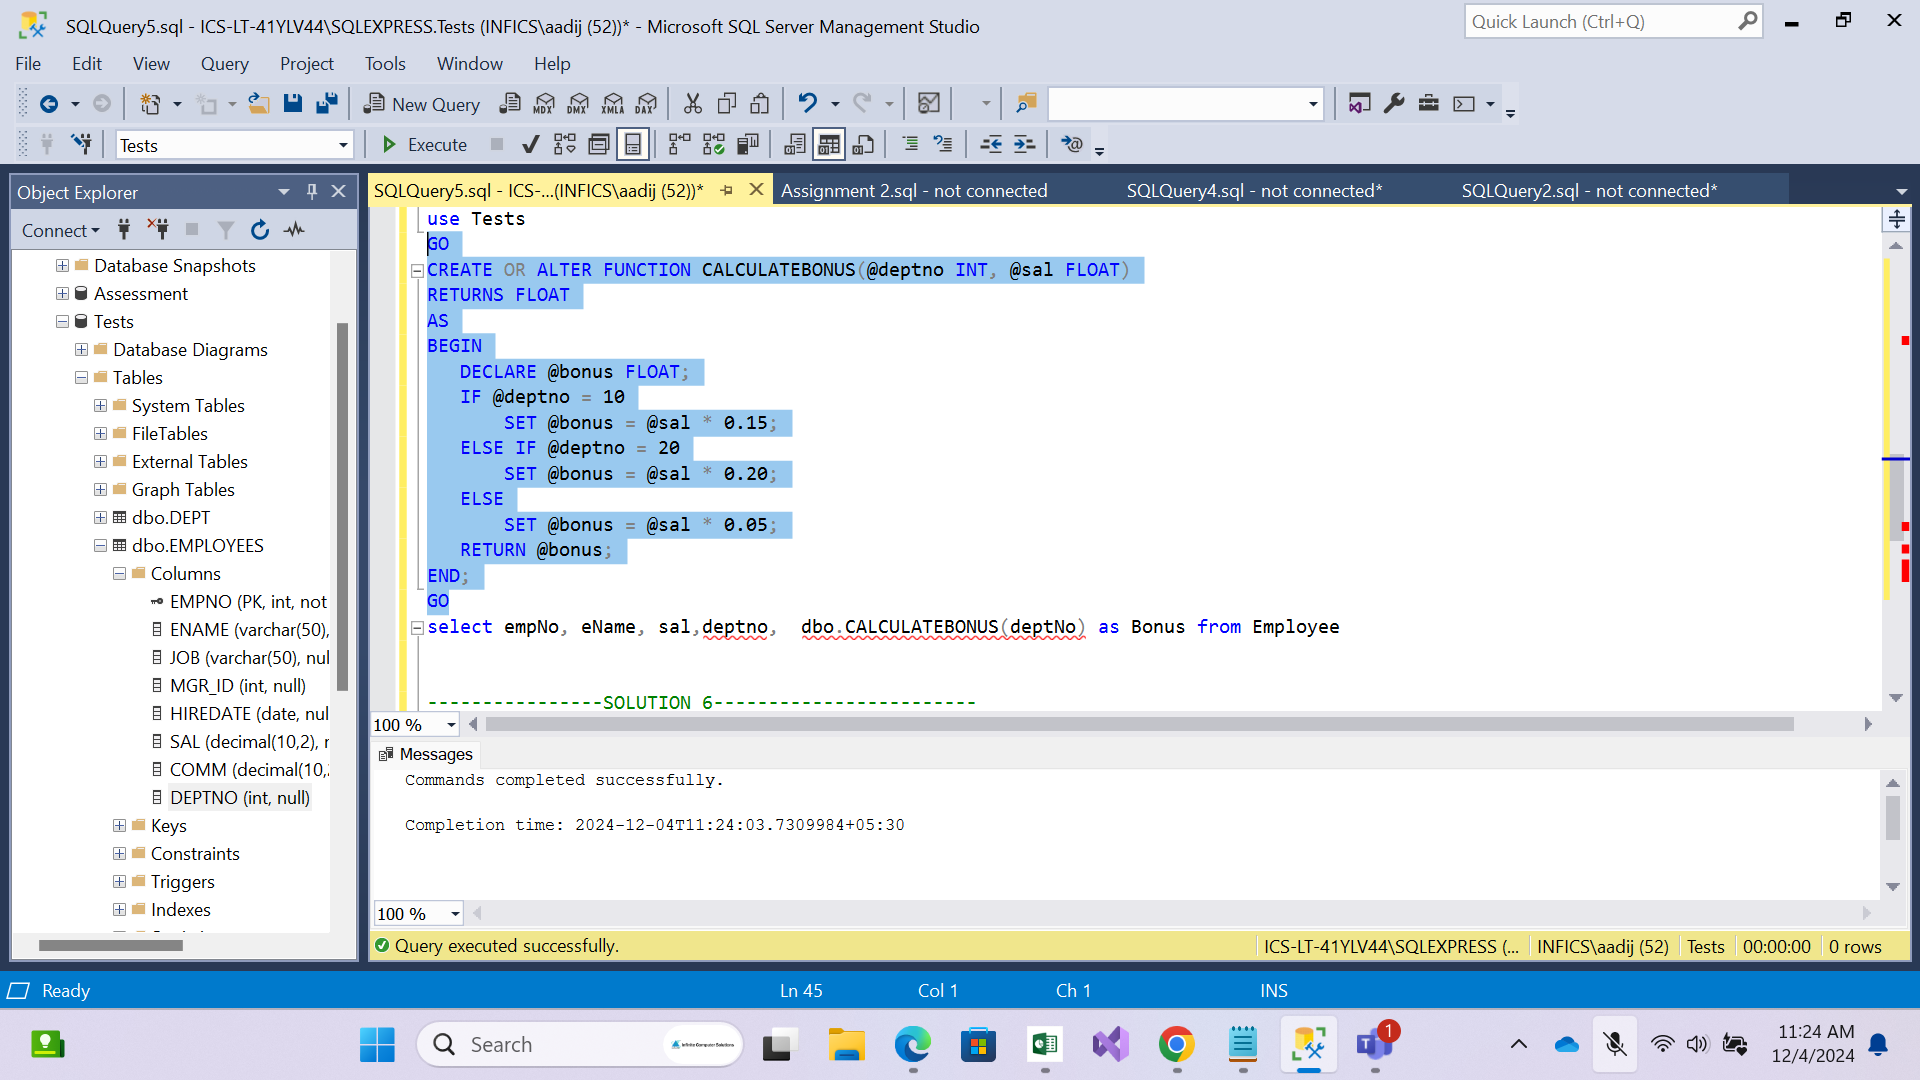 SQLQuery5.sql - ICS-LT-41YLV44\SQLEXPRESS.Tests (INFICS\aadij (52))* - Microsoft SQL Server Management Studio
Quick Launch (Ctrl+Q)
File Edit View Query Project Tools Window Help
New Query MDX DMX XMLA DAX
Tests Execute
Object Explorer
SQLQuery5.sql - ICS-...(INFICS\aadij (52))* Assignment 2.sql - not connected SQLQuery4.sql - not connected* SQLQuery2.sql - not connected*
Connect
Database Snapshots
Assessment
Tests
Database Diagrams
Tables
System Tables
FileTables
External Tables
Graph Tables
dbo.DEPT
dbo.EMPLOYEES
Columns
EMPNO (PK, int, not
ENAME (varchar(50),
JOB (varchar(50), nul
MGR_ID (int, null)
HIREDATE (date, nul
SAL (decimal(10,2), r
COMM (decimal(10,
DEPTNO (int, null)
Keys
Constraints
Triggers
Indexes
use Tests
GO
CREATE OR ALTER FUNCTION CALCULATEBONUS(@deptno INT, @sal FLOAT)
RETURNS FLOAT
AS
BEGIN
DECLARE @bonus FLOAT;
IF @deptno = 10
SET @bonus = @sal * 0.15;
ELSE IF @deptno = 20
SET @bonus = @sal * 0.20;
ELSE
SET @bonus = @sal * 0.05;
RETURN @bonus;
END;
GO
select empNo, eName, sal,deptno, dbo.CALCULATEBONUS(deptNo) as Bonus from Employee
----------------SOLUTION 6------------------------
100 %
Messages
Commands completed successfully.
Completion time: 2024-12-04T11:24:03.7309984+05:30
100 %
Query executed successfully. ICS-LT-41YLV44\SQLEXPRESS (... INFICS\aadij (52) Tests 00:00:00 0 rows
Ready Ln 45 Col 1 Ch 1 INS
Search
Infinite Computer Solutions
1
11:24 AM
12/4/2024